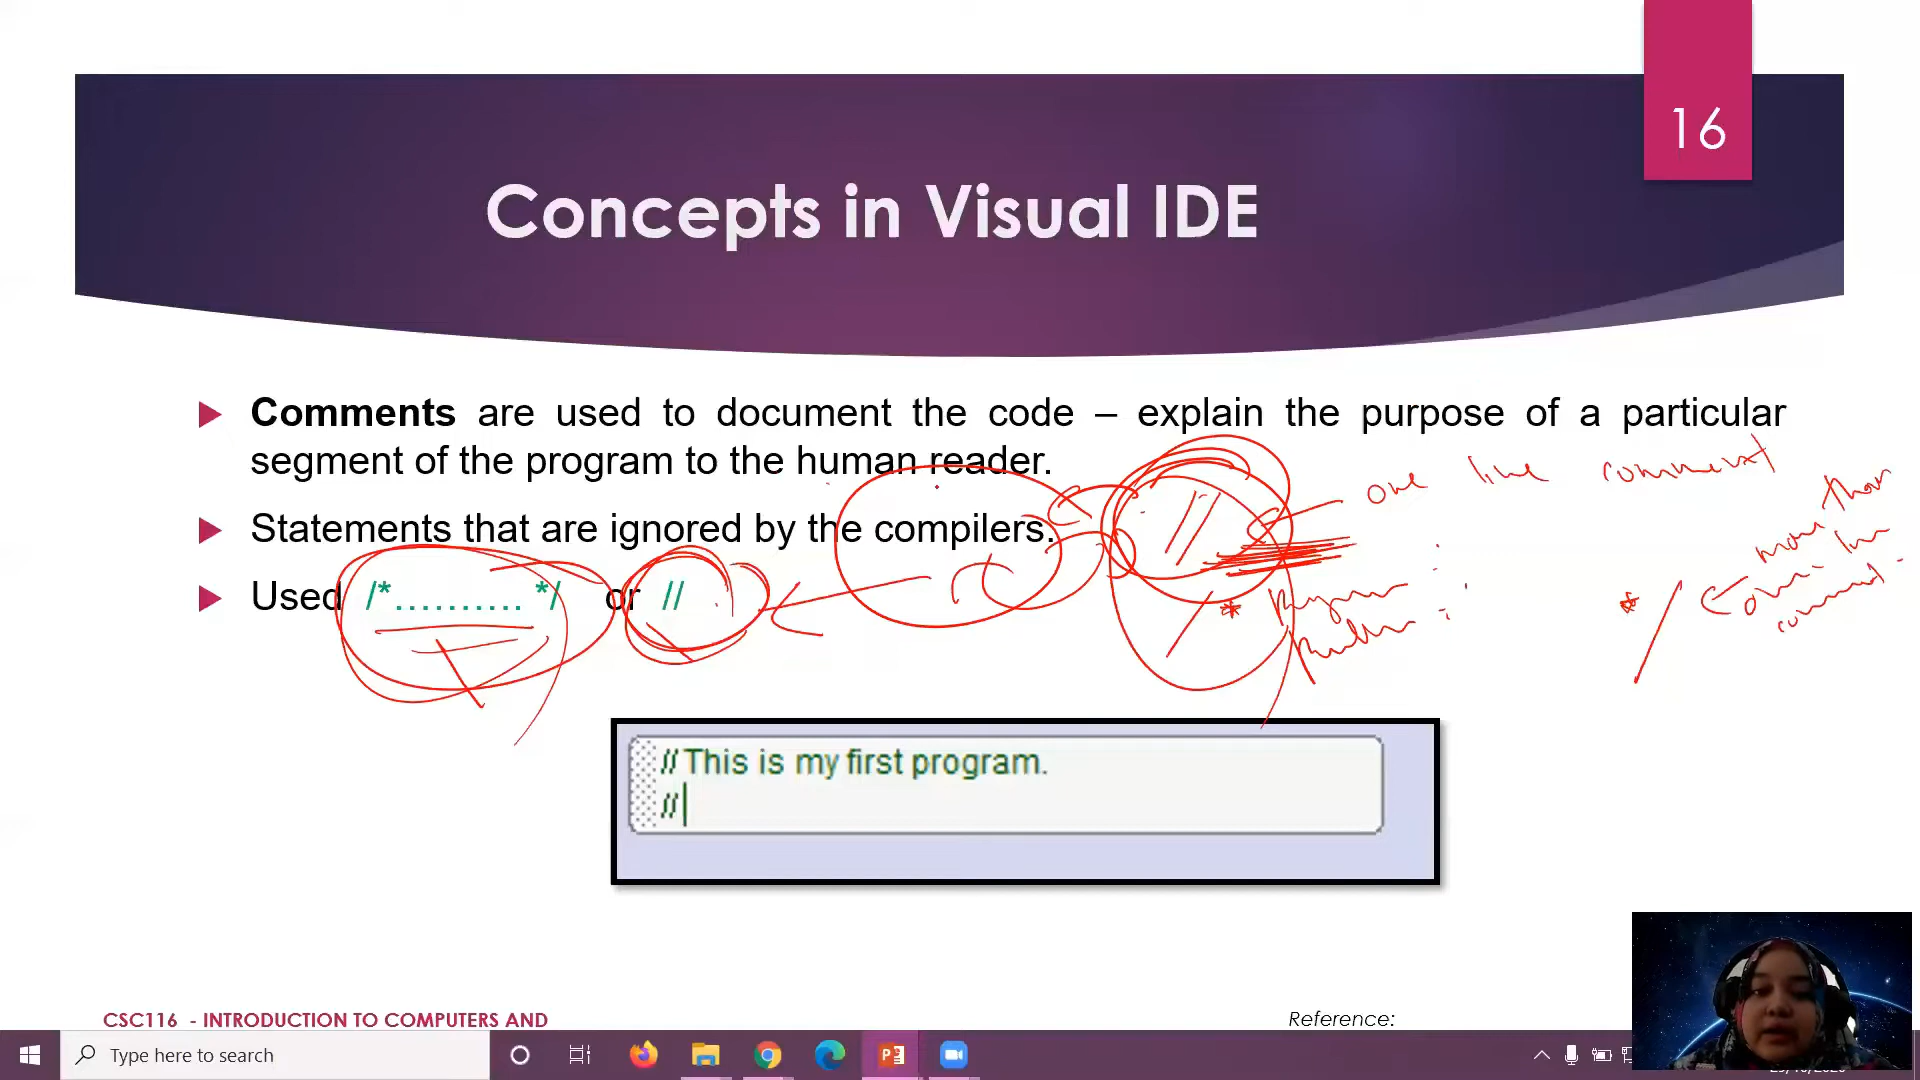 16
Concepts in Visual IDE
Comments are used to document the code – explain the purpose of a particular
segment of the program to the human reader.
one line comment
Statements that are ignored by the compilers.
//
more than
one line
comment
Used /*.......... */ or //
/*
*/
//This is my first program.
//
CSC116 - INTRODUCTION TO COMPUTERS AND
Reference:
Type here to search